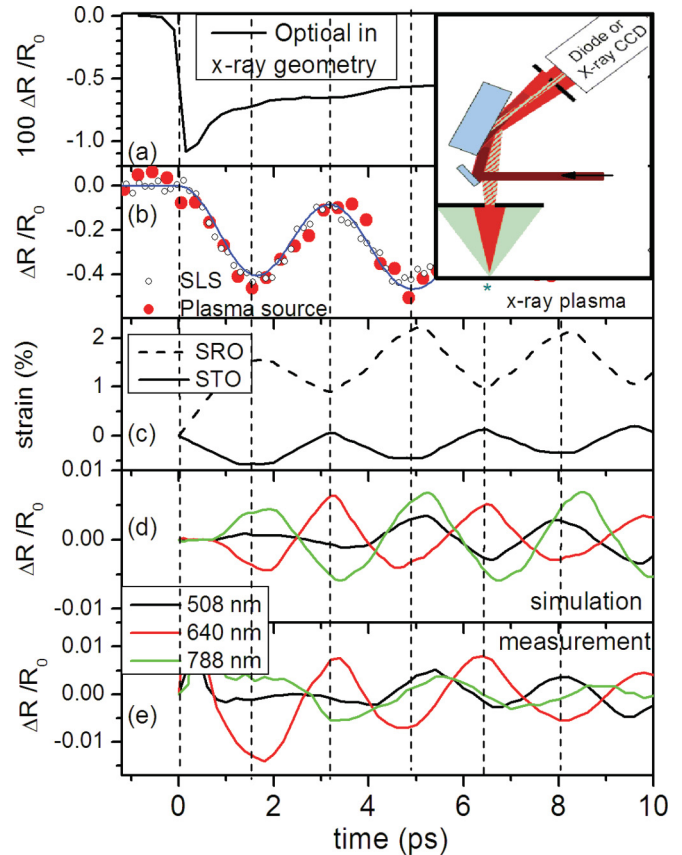 0.0
-0.5
-1.0
100 ΔR /R0
Optioal in
x-ray geometry
(a)
Diode or
X-ray CCD
x-ray plasma
*
0.0
-0.2
-0.4
ΔR /R0
(b)
SLS
Plasma source
2
1
0
strain (%)
SRO
STO
(c)
0.01
0.00
-0.01
ΔR /R0
(d)
simulation
508 nm
640 nm
788 nm
measurement
0.01
0.00
-0.01
ΔR /R0
(e)
0 2 4 6 8 10
time (ps)